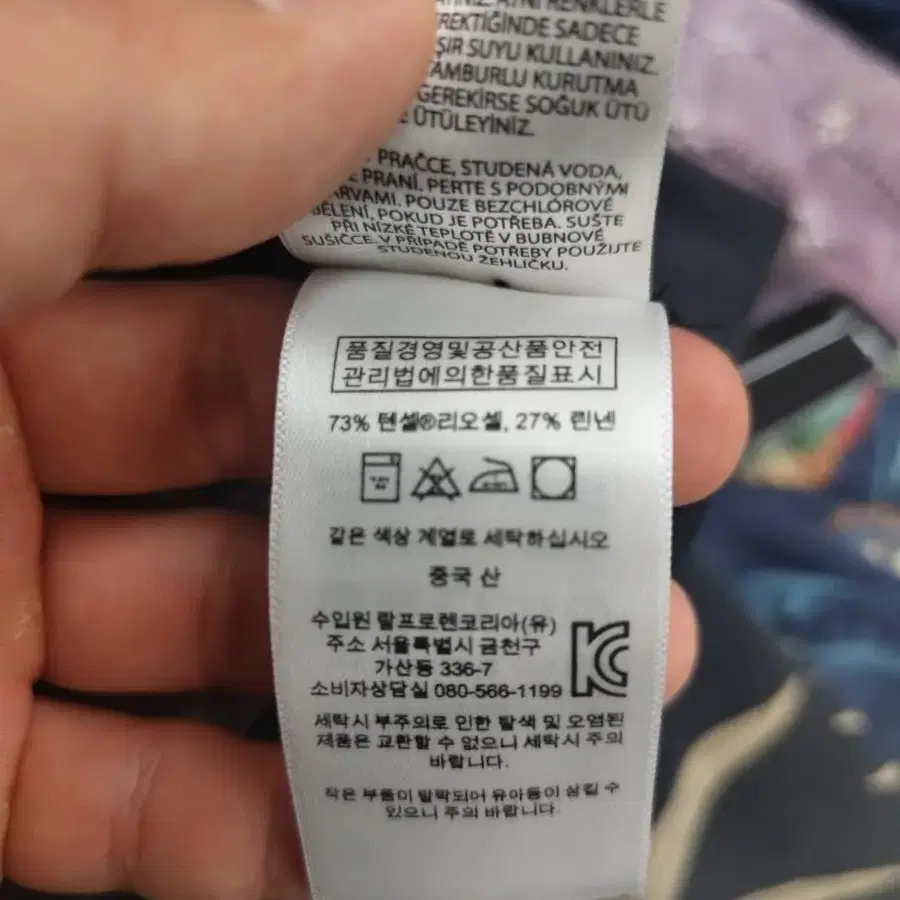 AYNI RENKLERLE
SADECE
SUYU KULLANINIZ.
TAMBURLU KURUTMA
GEREKİRSE SOĞUK ÜTÜ
ÜTÜLEYİNİZ.
PRAČCE, STUDENÁ VODA,
PRANÍ. PERTE S PODOBNÝMI
BARVAMI. POUZE BEZCHLÓROVÉ
BĚLENÍ, POKUD JE POTŘEBA. SUŠTE
PŘI NÍZKÉ TEPLOTĚ V BUBNOVÉ
SUŠIČCE. V PŘÍPADĚ POTŘEBY POUŽIJTE
STUDENOU ŽEHLIČKU.
품질경영및공산품안전
관리법에의한품질표시
73% 텐셀®리오셀, 27% 린넨
같은 색상 계열로 세탁하십시오
중국 산
수입원 랄프로렌코리아(유)
주소 서울특별시 금천구
가산동 336-7
소비자상담실 080-566-1199
세탁시 부주의로 인한 탈색 및 오염된
제품은 교환할 수 없으니 세탁시 주의
바랍니다.
작은 부품이 탈락되어 유아등이 삼킬 수
있으니 주의 바랍니다.